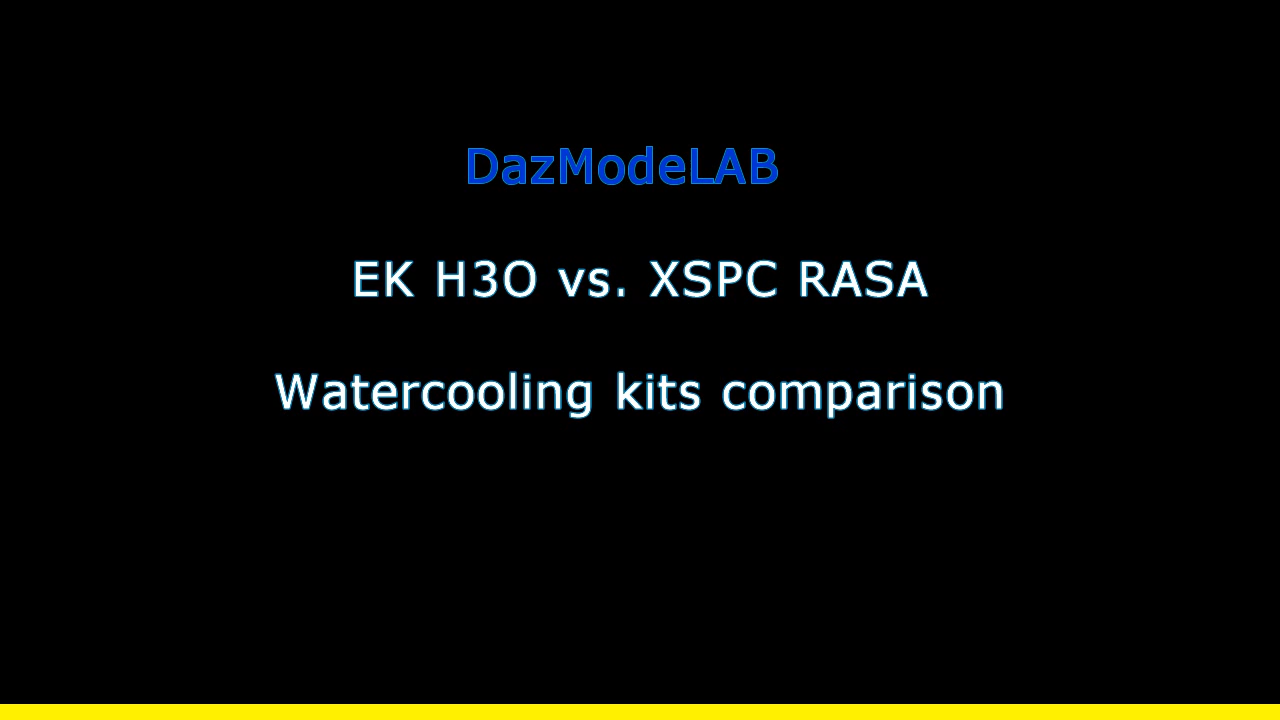 DazModeLAB
EK H3O vs. XSPC RASA
Watercooling kits comparison